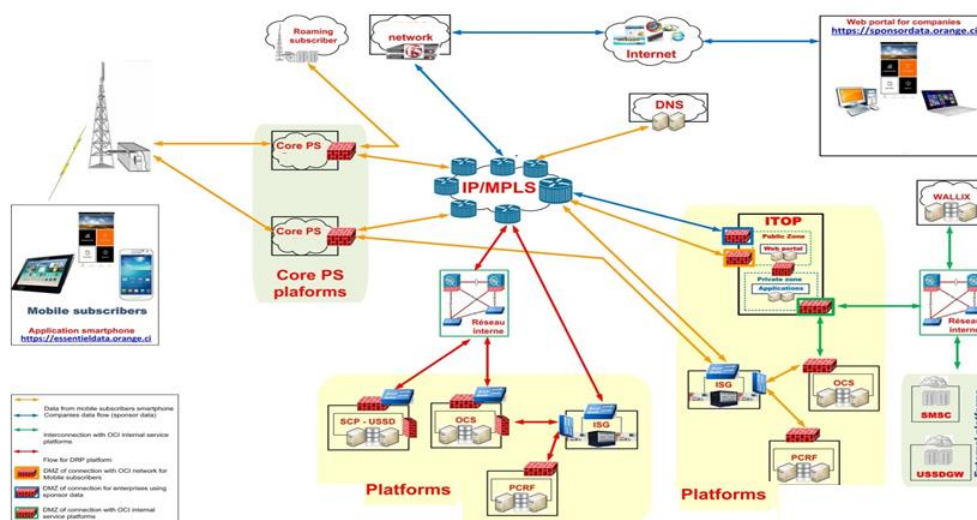 Roaming
subscriber
network
Internet
Web portal for companies
https://sponsordata.orange.ci
DNS
Core PS
IP/MPLS
Core PS
Core PS
plaforms
Mobile subscribers
Application smartphone
https://essentieldata.orange.ci
ITOP
Public Zone
Web portal
Private zone
Applications
WALLIX
Réseau
interne
Réseau
interne
SCP - USSD
OCS
ISG
PCRF
Platforms
ISG
OCS
PCRF
Platforms
SMSC
USSDGW
Data from mobile subscribers smartphone
Companies data flow (sponsor data)
Interconnection with OCI internal service
platforms
Flow for DRP platform
DMZ of connection with OCI network for
Mobile subscribers
DMZ of connection for enterprises using
sponsor data
DMZ of connection with OCI internal
service platforms